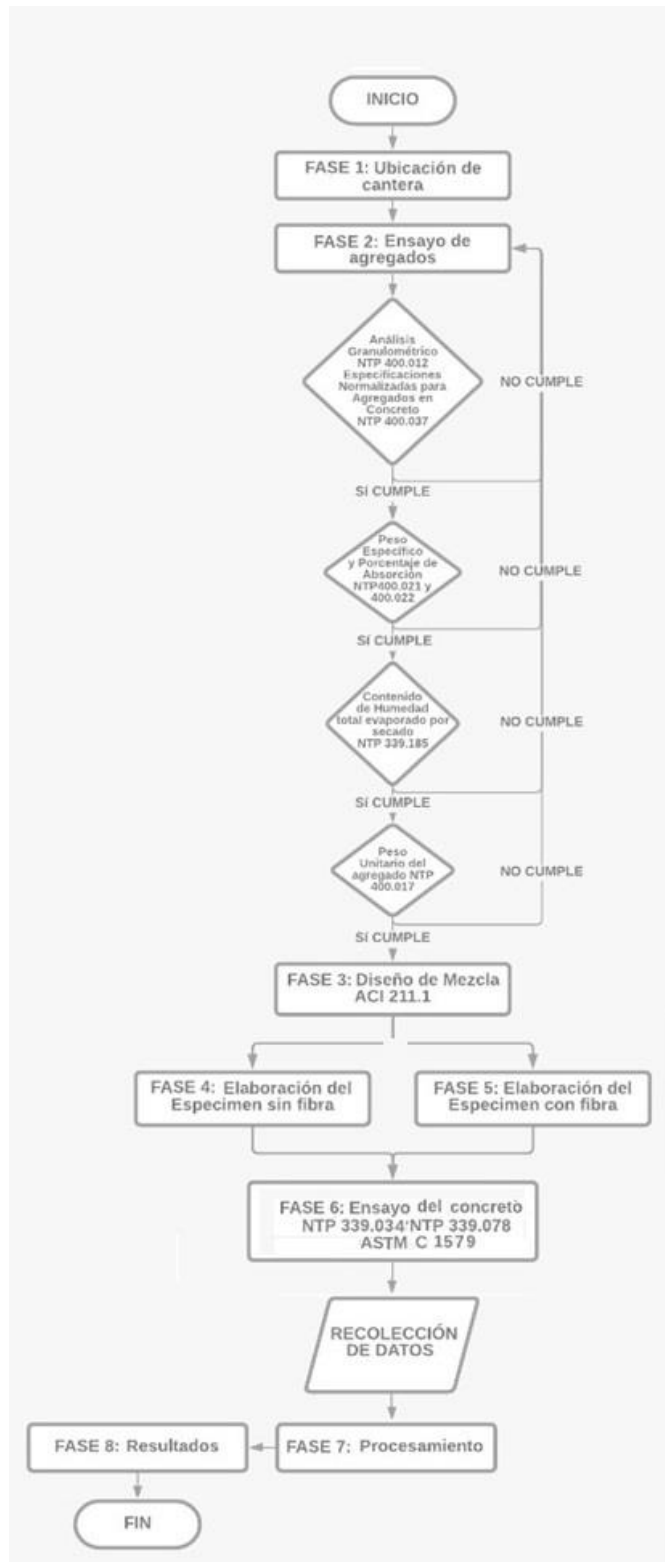 INICIO
FASE 1: Ubicación de
cantera
FASE 2: Ensayo de
agregados
Análisis
Granulométrico
NTP 400.012
Especificaciones
Normalizadas para
Agregados en
Concreto
NTP 400.037
NO CUMPLE
SÍ CUMPLE
Peso
Específico
y Porcentaje de
Absorción
NTP400.021 y
400.022
NO CUMPLE
SÍ CUMPLE
Contenido
de Humedad
total evaporado por
secado
NTP 339.185
NO CUMPLE
SÍ CUMPLE
Peso
Unitario del
agregado NTP
400.017
NO CUMPLE
SÍ CUMPLE
FASE 3: Diseño de Mezcla
ACI 211.1
FASE 4: Elaboración del
Especimen sin fibra
FASE 5: Elaboración del
Especimen con fibra
FASE 6: Ensayo del concreto
NTP 339.034 NTP 339.078
ASTM C 1579
RECOLECCIÓN
DE DATOS
FASE 8: Resultados
FASE 7: Procesamiento
FIN